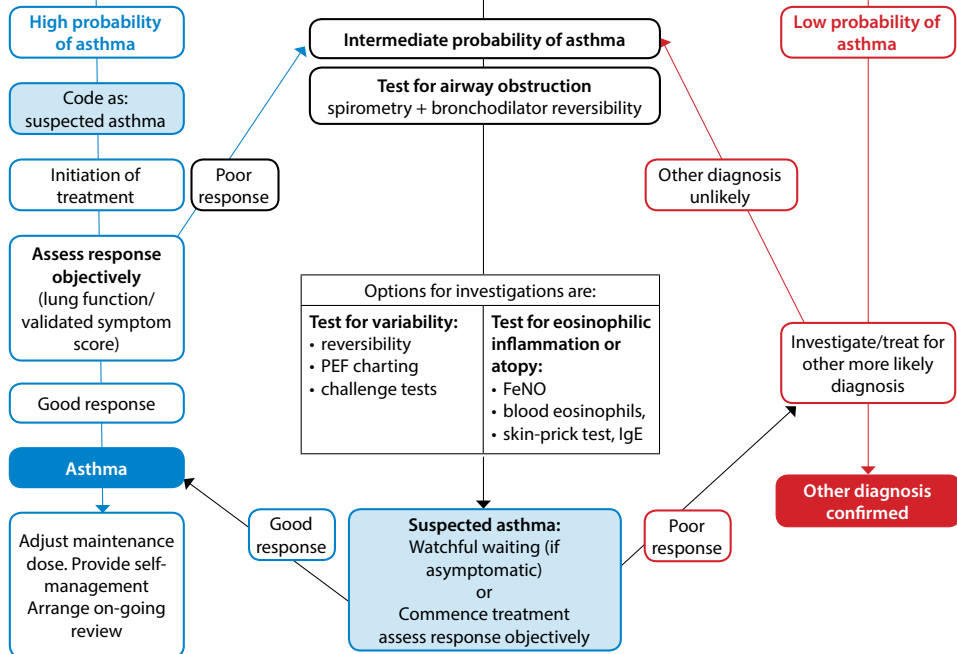 High probability
of asthma
Code as:
suspected asthma
Initiation of
treatment
Assess response
objectively
(lung function/
validated symptom
score)
Good response
Asthma
Adjust maintenance
dose. Provide self-
management
Arrange on-going
review
Poor
response
Intermediate probability of asthma
Test for airway obstruction
spirometry + bronchodilator reversibility
Options for investigations are:
Test for variability:
• reversibility
• PEF charting
• challenge tests
Test for eosinophilic
inflammation or
atopy:
• FeNO
• blood eosinophils,
• skin-prick test, IgE
Good
response
Suspected asthma:
Watchful waiting (if
asymptomatic)
or
Commence treatment
assess response objectively
Poor
response
Low probability of
asthma
Other diagnosis
unlikely
Investigate/treat for
other more likely
diagnosis
Other diagnosis
confirmed